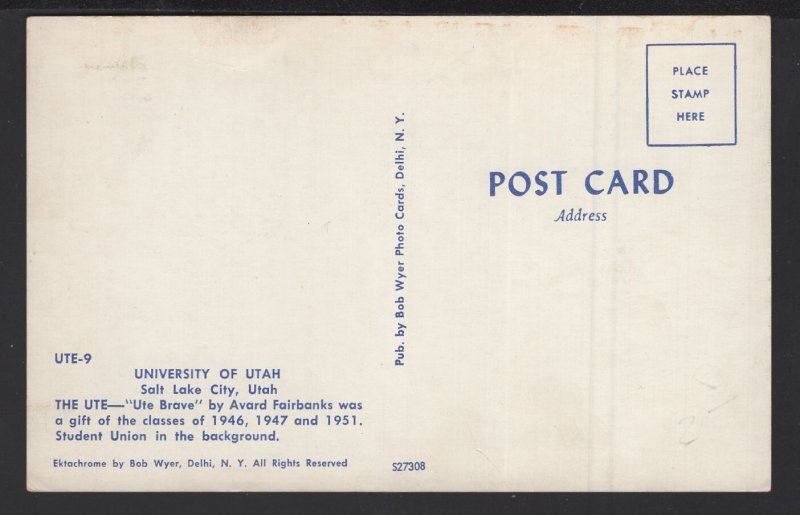 UTE-9
UNIVERSITY OF UTAH
Salt Lake City, Utah
THE UTE—"Ute Brave" by Avard Fairbanks was
a gift of the classes of 1946, 1947 and 1951.
Student Union in the background.
Ektachrome by Bob Wyer, Delhi, N. Y. All Rights Reserved
S27308
Pub. by Bob Wyer Photo Cards, Delhi, N. Y.
PLACE
STAMP
HERE
POST CARD
Address